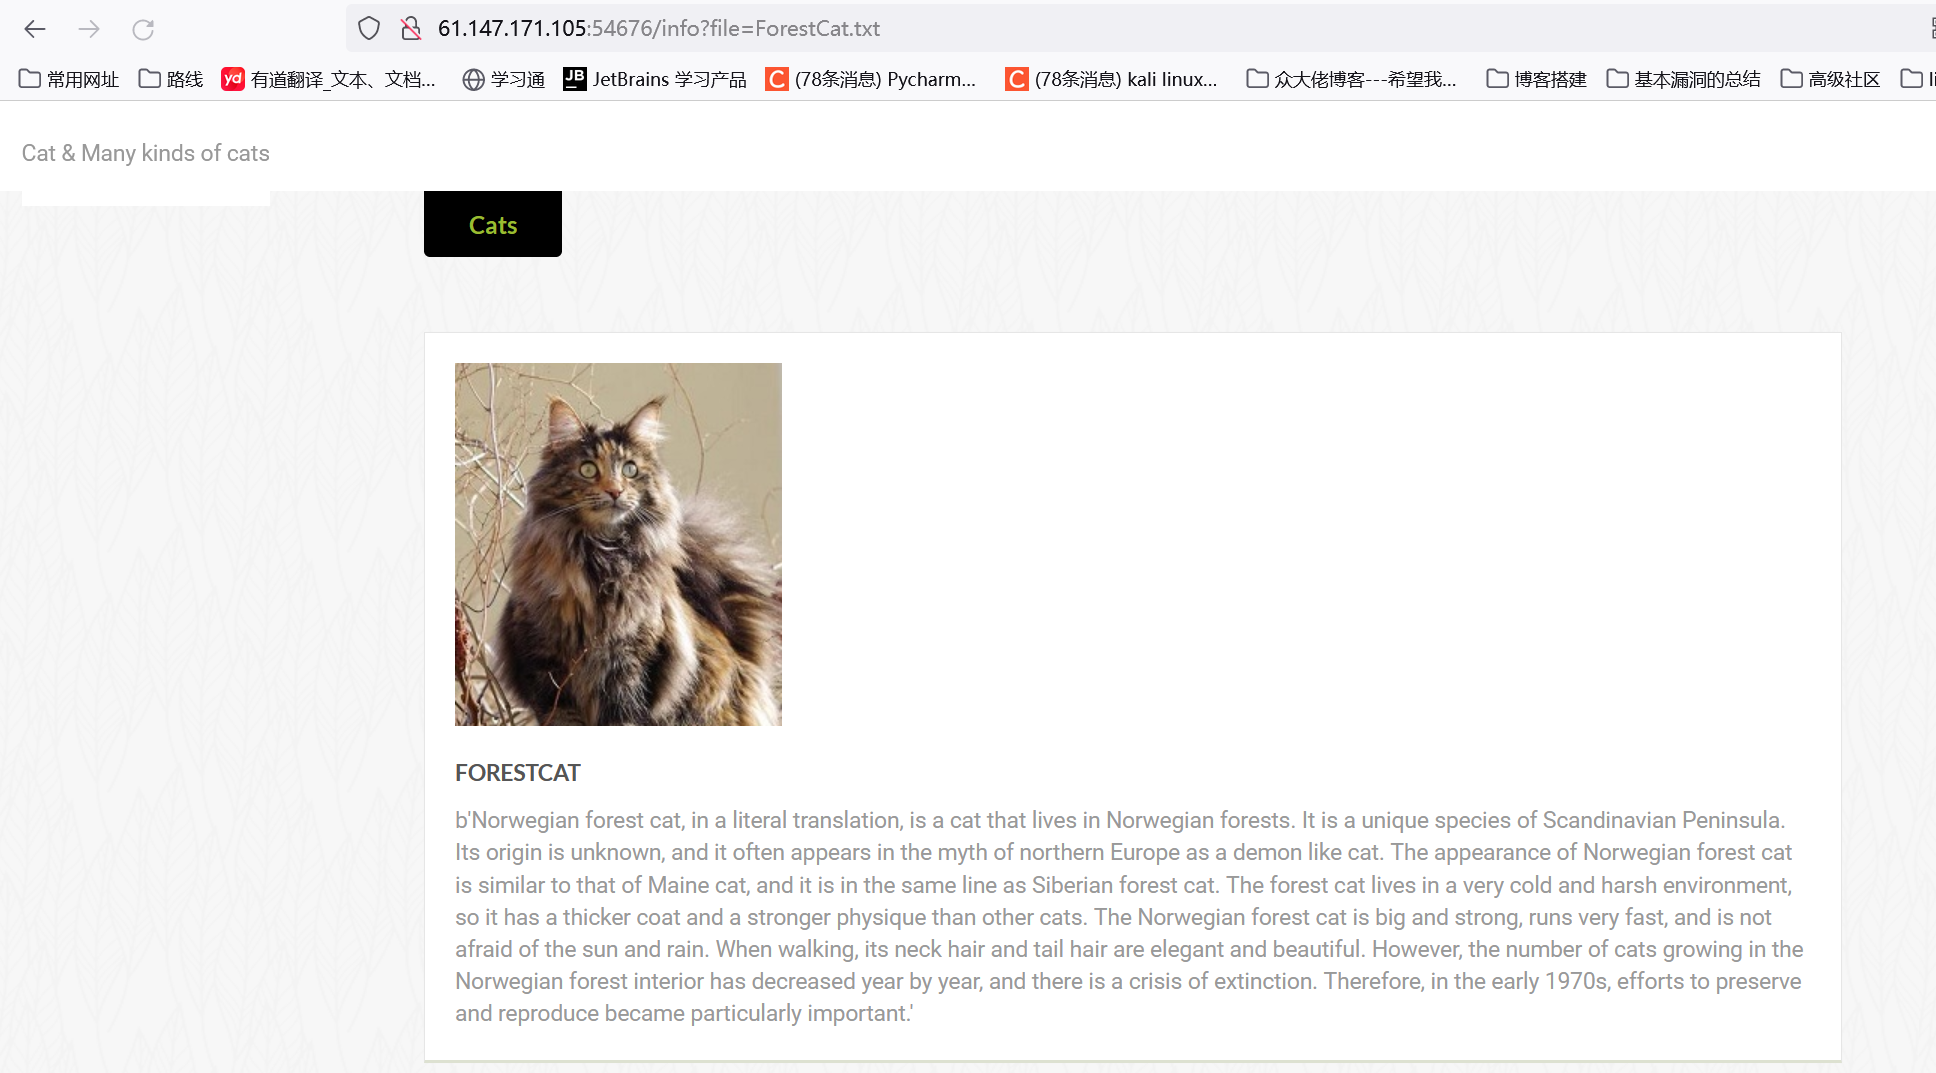 61.147.171.105:54676/info?file=ForestCat.txt
常用网址 路线 yd 有道翻译_文本、文档... 学习通 JB JetBrains 学习产品 C (78条消息) Pycharm... C (78条消息) kali linux... 众大佬博客---希望我... 博客搭建 基本漏洞的总结 高级社区
Cat & Many kinds of cats
Cats
FORESTCAT
b'Norwegian forest cat, in a literal translation, is a cat that lives in Norwegian forests. It is a unique species of Scandinavian Peninsula.
Its origin is unknown, and it often appears in the myth of northern Europe as a demon like cat. The appearance of Norwegian forest cat
is similar to that of Maine cat, and it is in the same line as Siberian forest cat. The forest cat lives in a very cold and harsh environment,
so it has a thicker coat and a stronger physique than other cats. The Norwegian forest cat is big and strong, runs very fast, and is not
afraid of the sun and rain. When walking, its neck hair and tail hair are elegant and beautiful. However, the number of cats growing in the
Norwegian forest interior has decreased year by year, and there is a crisis of extinction. Therefore, in the early 1970s, efforts to preserve
and reproduce became particularly important.'